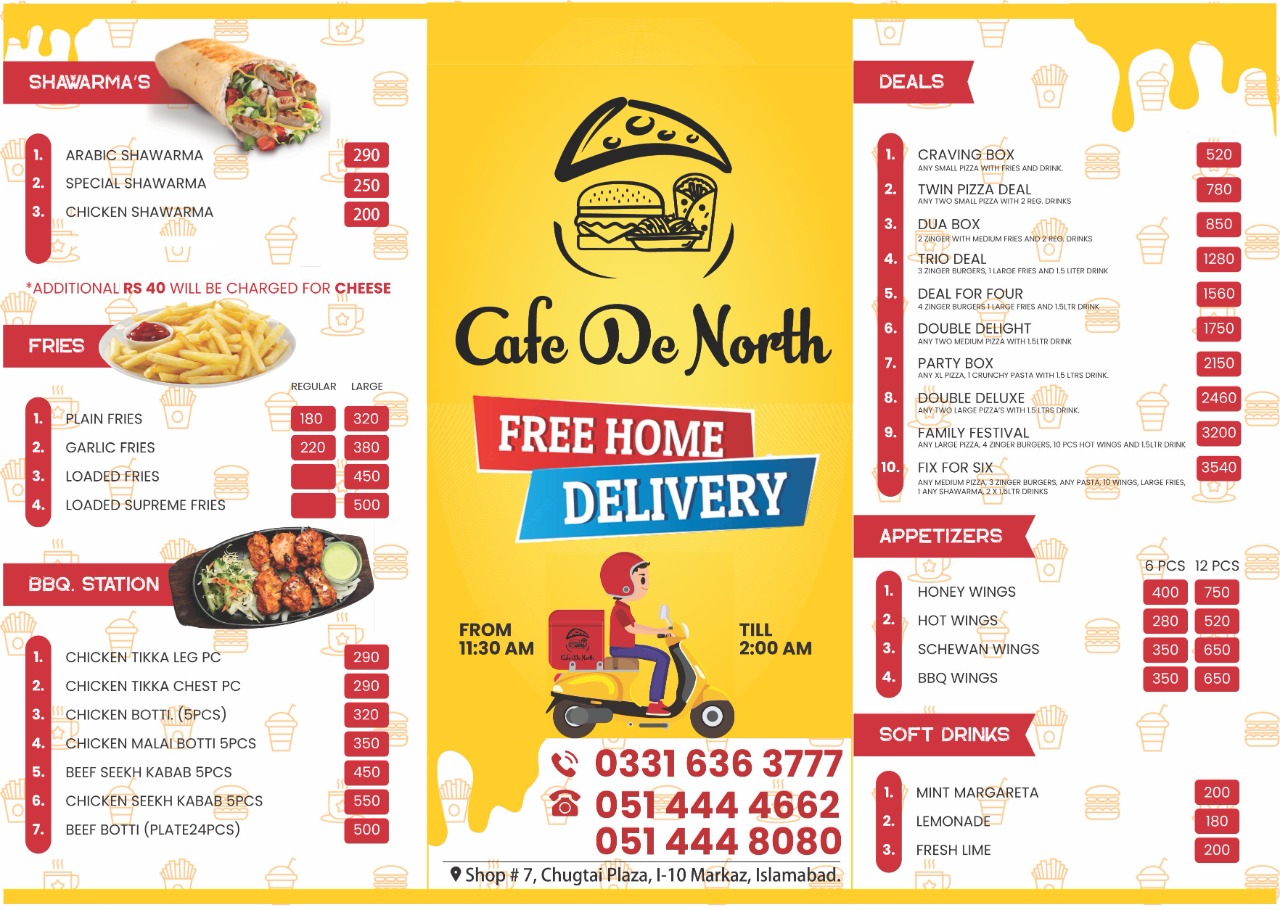 SHAWARMA'S
1. ARABIC SHAWARMA 290
2. SPECIAL SHAWARMA 250
3. CHICKEN SHAWARMA 200
*ADDITIONAL RS 40 WILL BE CHARGED FOR CHEESE
FRIES
REGULAR LARGE
1. PLAIN FRIES 180 320
2. GARLIC FRIES 220 380
3. LOADED FRIES 450
4. LOADED SUPREME FRIES 500
BBQ. STATION
1. CHICKEN TIKKA LEG PC 290
2. CHICKEN TIKKA CHEST PC 290
3. CHICKEN BOTTI. (5PCS) 320
4. CHICKEN MALAI BOTTI 5PCS 350
5. BEEF SEEKH KABAB 5PCS 450
6. CHICKEN SEEKH KABAB 5PCS 550
7. BEEF BOTTI (PLATE24PCS) 500
Cafe De North
FREE HOME
DELIVERY
FROM
11:30 AM
TILL
2:00 AM
Cafe De North
0331 636 3777
051 444 4662
051 444 8080
Shop # 7, Chugtai Plaza, I-10 Markaz, Islamabad.
DEALS
1. CRAVING BOX 520
ANY SMALL PIZZA WITH FRIES AND DRINK.
2. TWIN PIZZA DEAL 780
ANY TWO SMALL PIZZA WITH 2 REG. DRINKS
3. DUA BOX 850
2 ZINGER WITH MEDIUM FRIES AND 2 REG. DRINKS
4. TRIO DEAL 1280
3 ZINGER BURGERS, 1 LARGE FRIES AND 1.5 LITER DRINK
5. DEAL FOR FOUR 1560
4 ZINGER BURGERS 1 LARGE FRIES AND 1.5LTR DRINK
6. DOUBLE DELIGHT 1750
ANY TWO MEDIUM PIZZA WITH 1.5LTR DRINK
7. PARTY BOX 2150
ANY XL PIZZA, 1 CRUNCHY PASTA WITH 1.5 LTRS DRINK.
8. DOUBLE DELUXE 2460
ANY TWO LARGE PIZZA'S WITH 1.5 LTRS DRINK.
9. FAMILY FESTIVAL 3200
ANY LARGE PIZZA, 4 ZINGER BURGERS, 10 PCS HOT WINGS AND 1.5LTR DRINK
10. FIX FOR SIX 3540
ANY MEDIUM PIZZA, 3 ZINGER BURGERS, ANY PASTA, 10 WINGS, LARGE FRIES,
1 ANY SHAWARMA, 2 X 1.5LTR DRINKS
APPETIZERS
6 PCS 12 PCS
1. HONEY WINGS 400 750
2. HOT WINGS 280 520
3. SCHEWAN WINGS 350 650
4. BBQ WINGS 350 650
SOFT DRINKS
1. MINT MARGARETA 200
2. LEMONADE 180
3. FRESH LIME 200